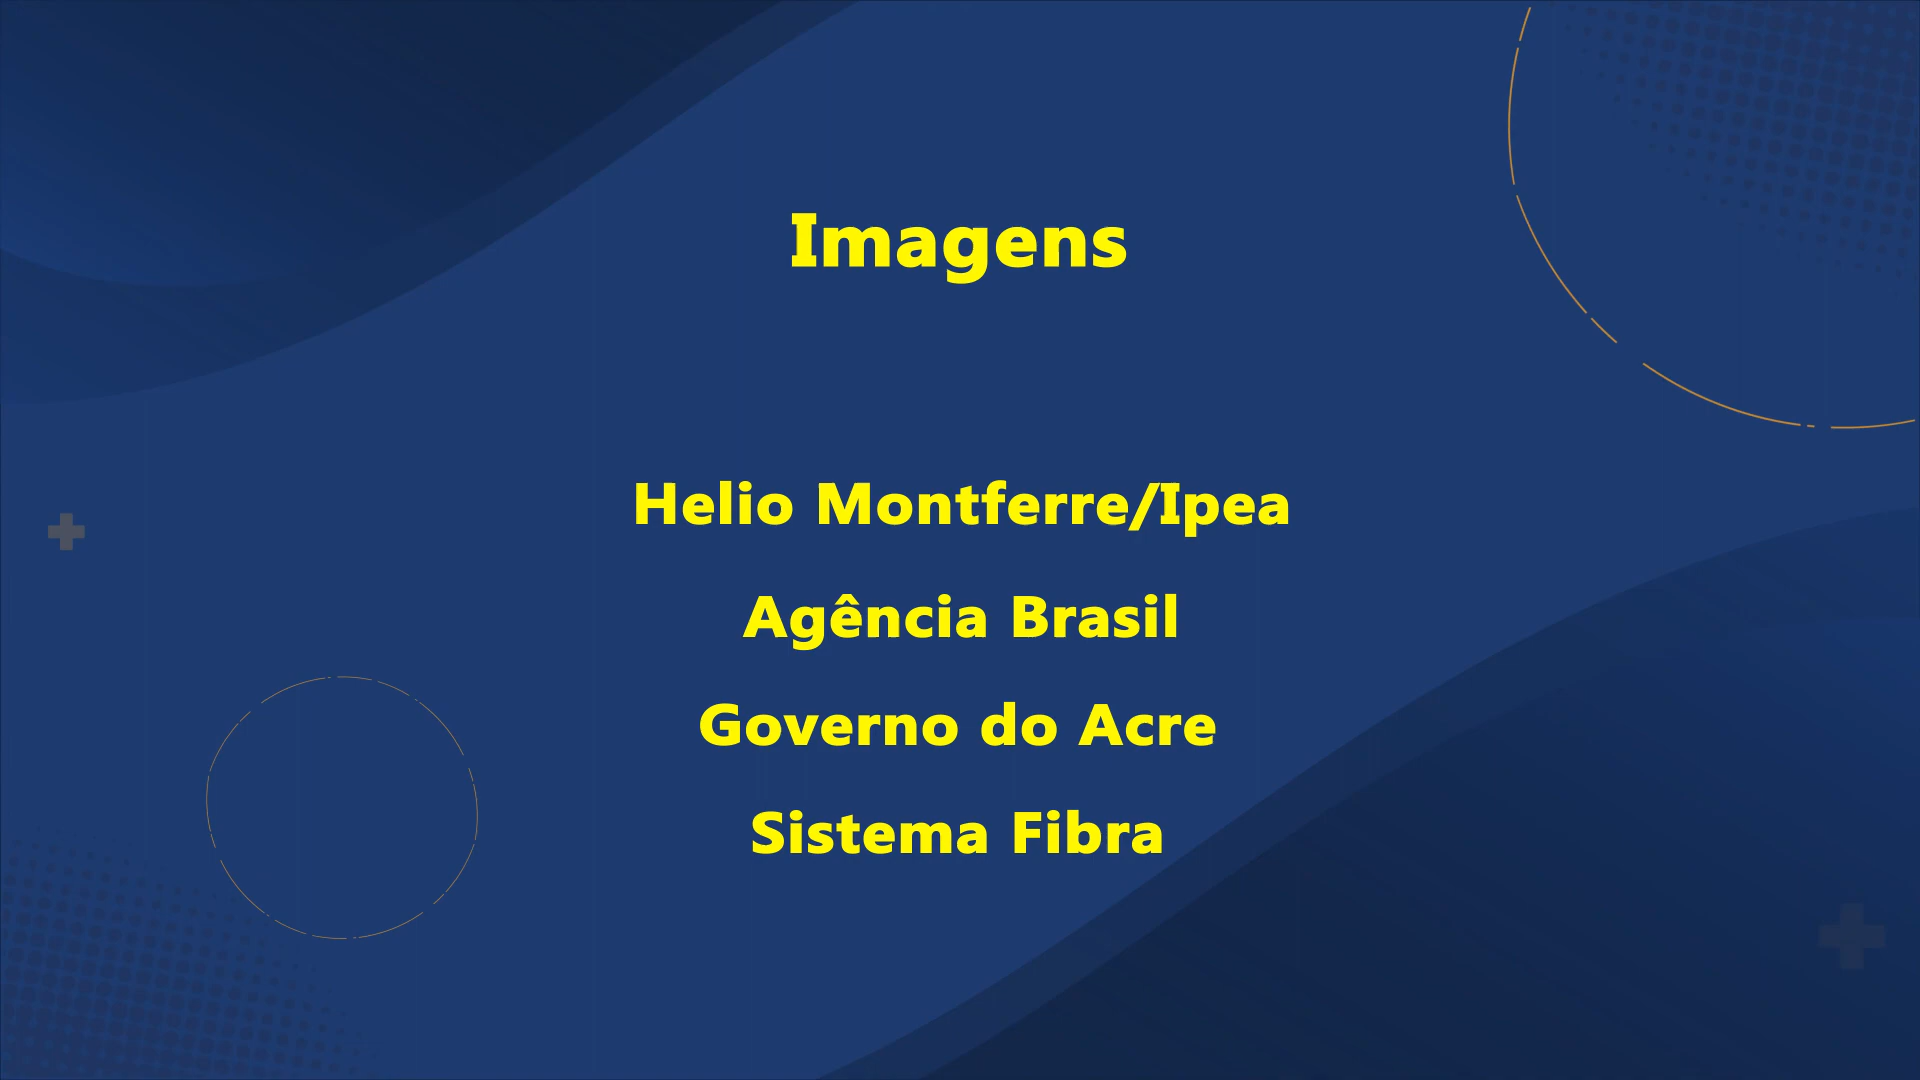 Imagens
Helio Montferre/Ipea
Agência Brasil
Governo do Acre
Sistema Fibra